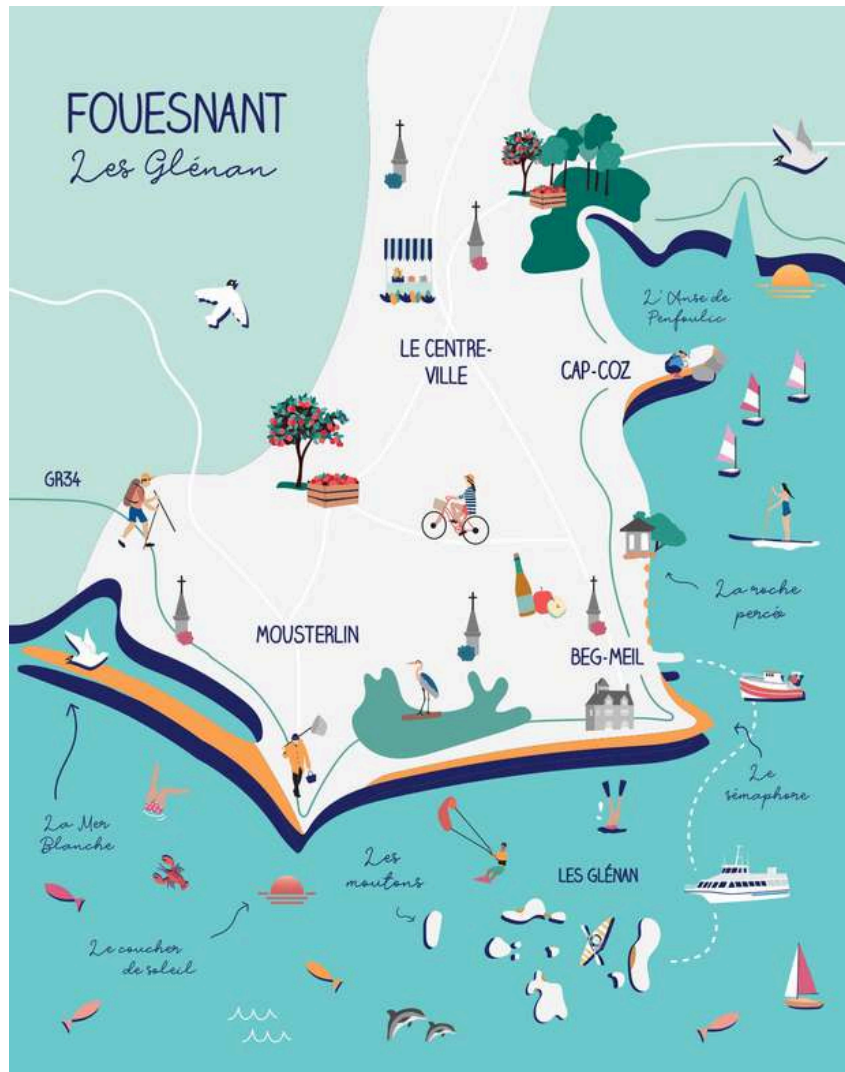 FOUESNANT
Les Glénan
L'Anse de
Penfoulic
LE CENTRE-
VILLE
CAP-COZ
GR34
La roche
percée
MOUSTERLIN
BEG-MEIL
Le
sémaphore
La Mer
Blanche
Les
moutons
LES GLÉNAN
Le coucher
de soleil